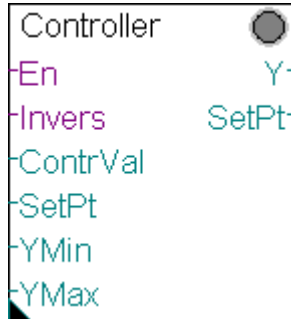 Controller
En Y
Invers SetPt
ContrVal
SetPt
YMin
YMax